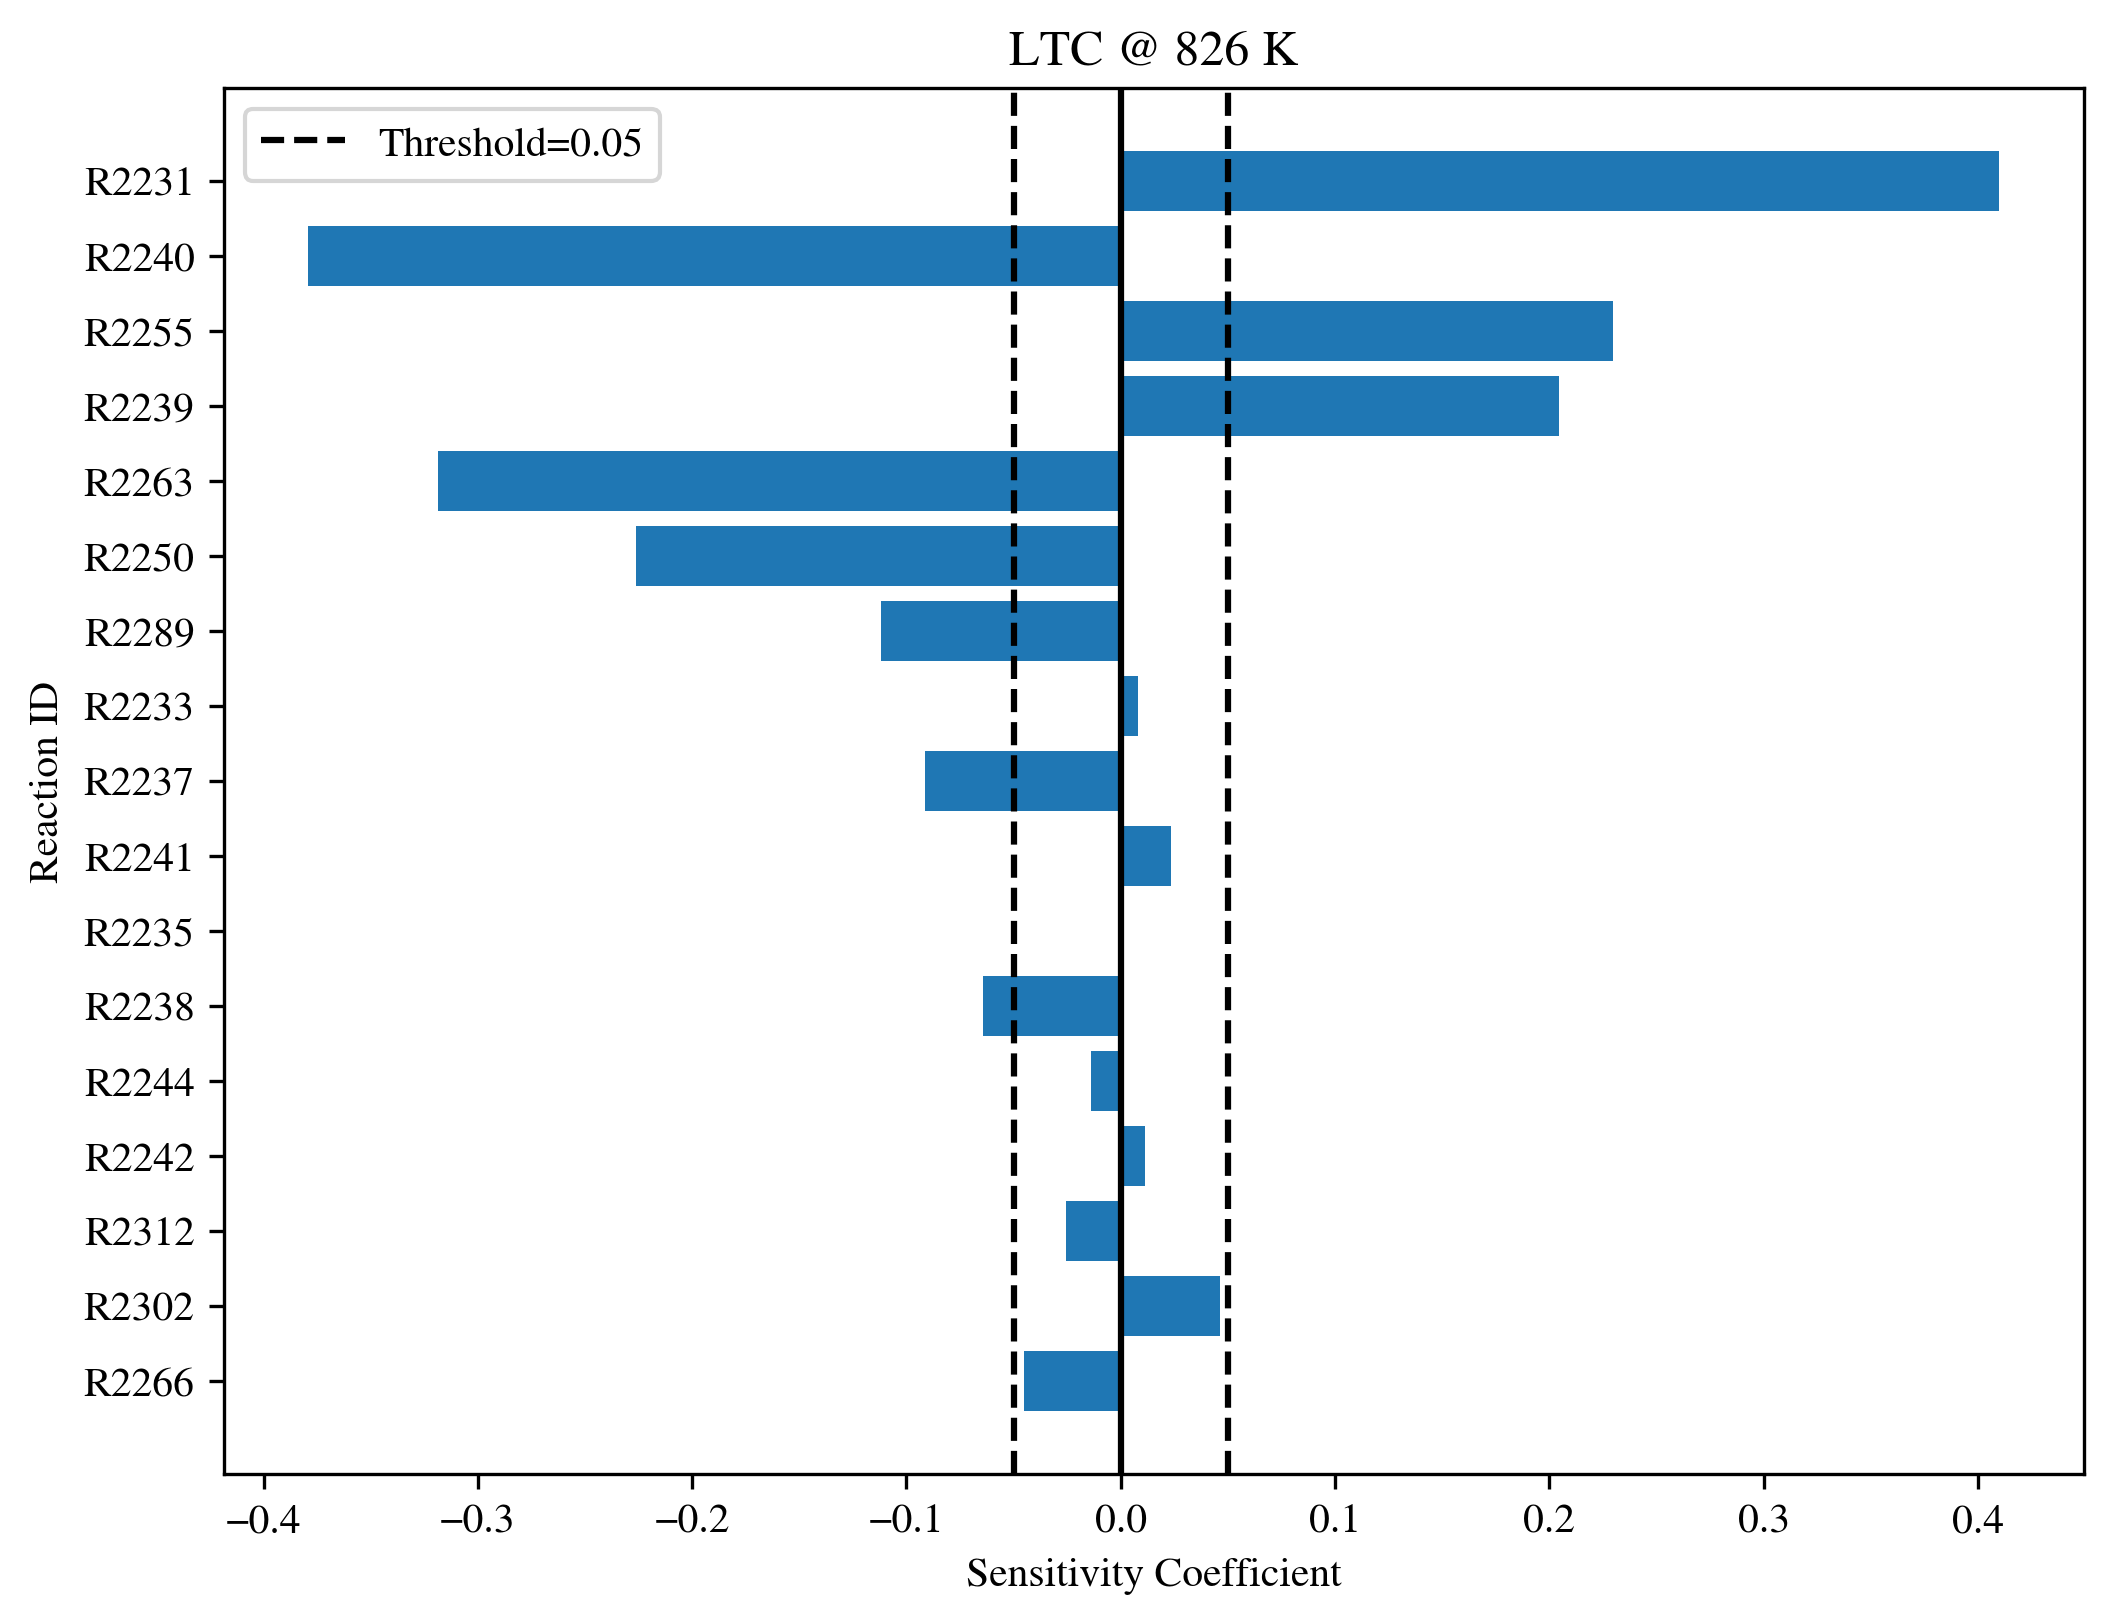 LTC @ 826 K
Threshold=0.05
R2231
R2240
R2255
R2239
R2263
R2250
R2289
R2233
R2237
R2241
R2235
R2238
R2244
R2242
R2312
R2302
R2266
Reaction ID
−0.4 −0.3 −0.2 −0.1 0.0 0.1 0.2 0.3 0.4
Sensitivity Coefficient